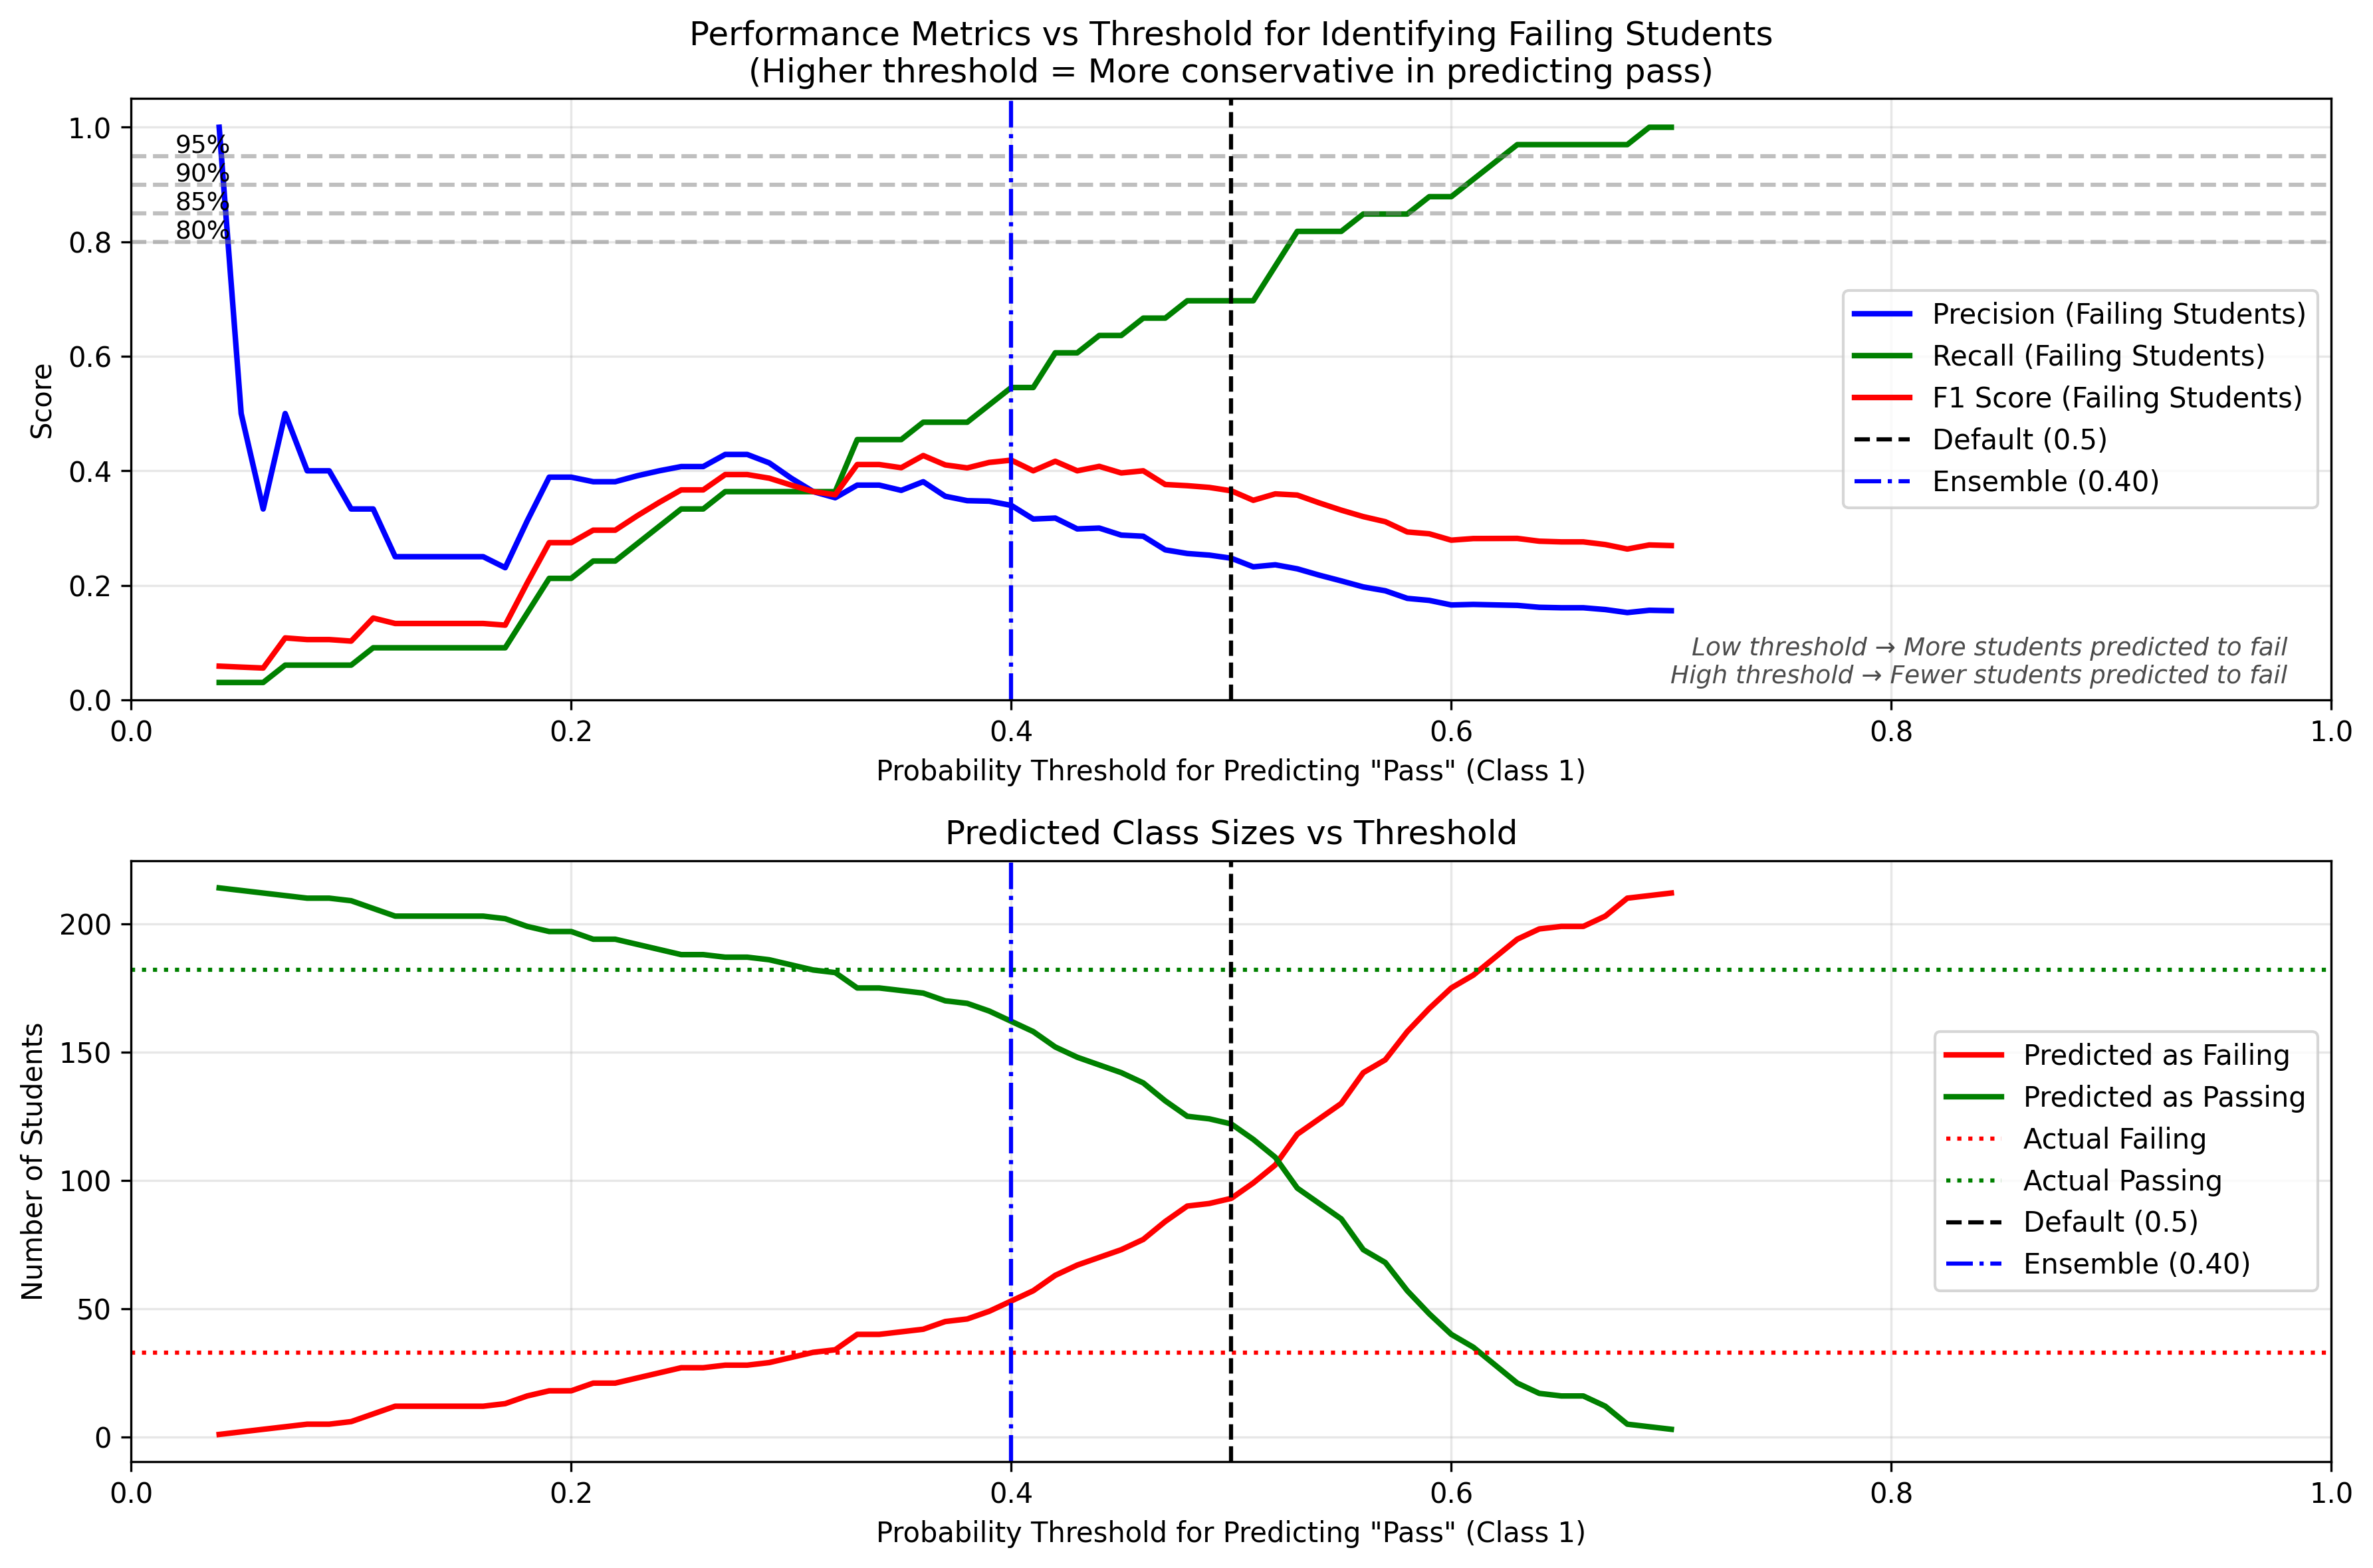 Performance Metrics vs Threshold for Identifying Failing Students
(Higher threshold = More conservative in predicting pass)
1.0
0.8
0.6
0.4
0.2
0.0
Score
95%
90%
85%
80%
Precision (Failing Students)
Recall (Failing Students)
F1 Score (Failing Students)
Default (0.5)
Ensemble (0.40)
Low threshold → More students predicted to fail
High threshold → Fewer students predicted to fail
0.0 0.2 0.4 0.6 0.8 1.0
Probability Threshold for Predicting "Pass" (Class 1)
Predicted Class Sizes vs Threshold
200
150
100
50
0
Number of Students
Predicted as Failing
Predicted as Passing
Actual Failing
Actual Passing
Default (0.5)
Ensemble (0.40)
0.0 0.2 0.4 0.6 0.8 1.0
Probability Threshold for Predicting "Pass" (Class 1)